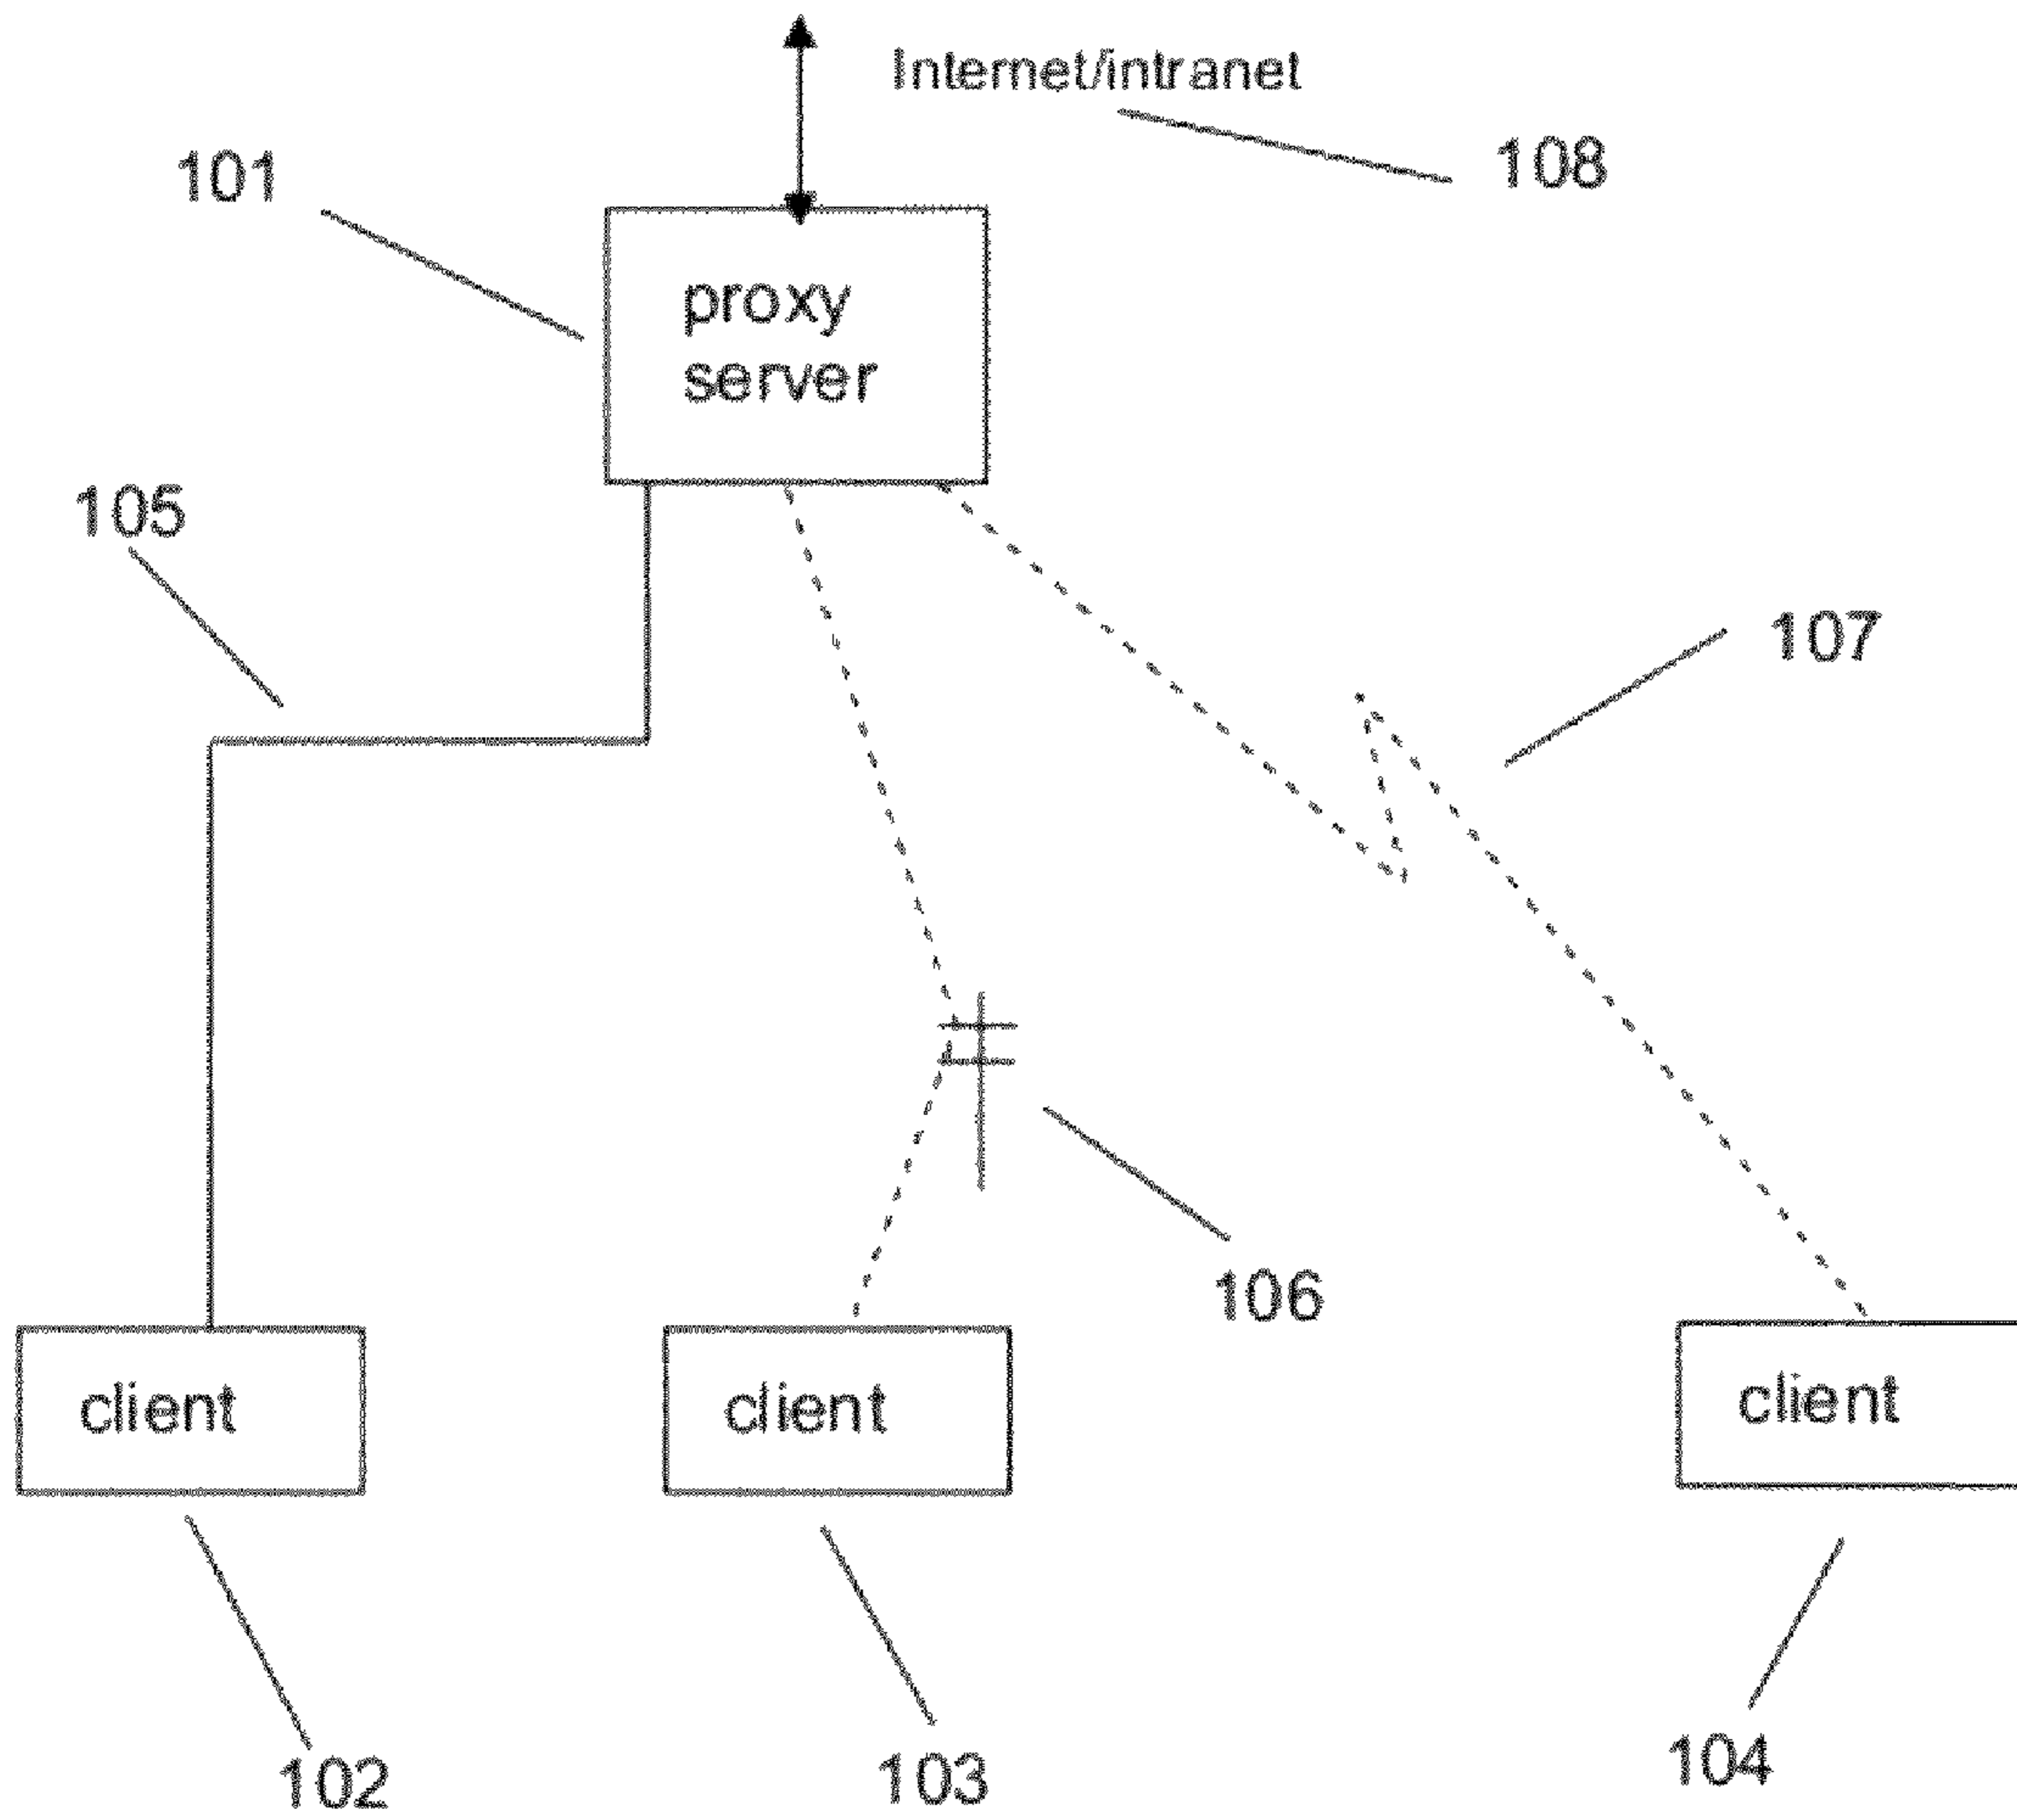 Internet/intranet
108
101
proxy
server
105
107
106
client
client
client
102
103
104